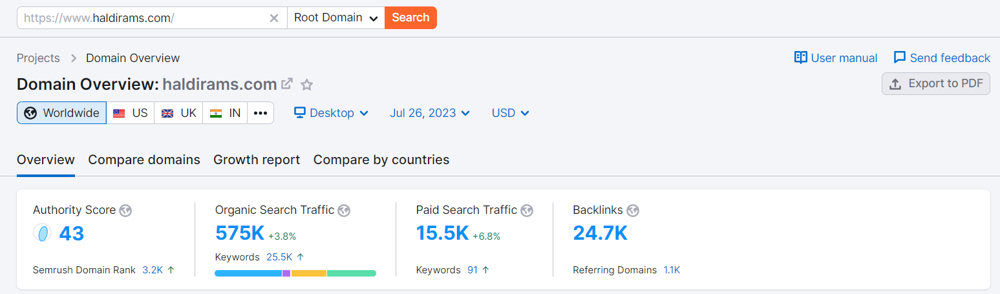 https://www.haldirams.com/ Root Domain Search
Projects Domain Overview User manual Send feedback
Domain Overview: haldirams.com Export to PDF
Worldwide US UK IN ••• Desktop Jul 26, 2023 USD
Overview Compare domains Growth report Compare by countries
Authority Score Organic Search Traffic Paid Search Traffic Backlinks
43 575K +3.8% 15.5K +6.8% 24.7K
Keywords 25.5K ↑
Semrush Domain Rank 3.2K ↑ Keywords 91 ↑ Referring Domains 1.1K